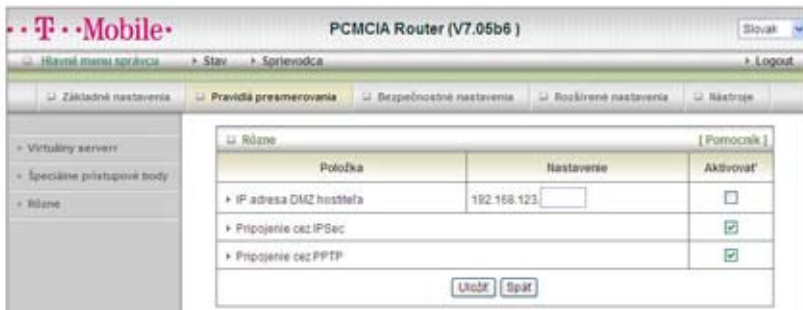 T-Mobile
PCMCIA Router (V7.05b6 )
Slovak
Hlavné menu správcu
Stav
Sprievodca
Logout
Základné nastavenia
Pravidlá presmerovania
Bezpečnostné nastavenia
Rozšírené nastavenia
Nástroje
Virtuálny serverr
Špeciálne prístupové body
Rôzne
Rôzne
[ Pomocník ]
Položka
Nastavenie
Aktivovať
IP adresa DMZ hostiteľa
192.168.123.
Pripojenie cez IPSec
Pripojenie cez PPTP
Uložiť
Späť